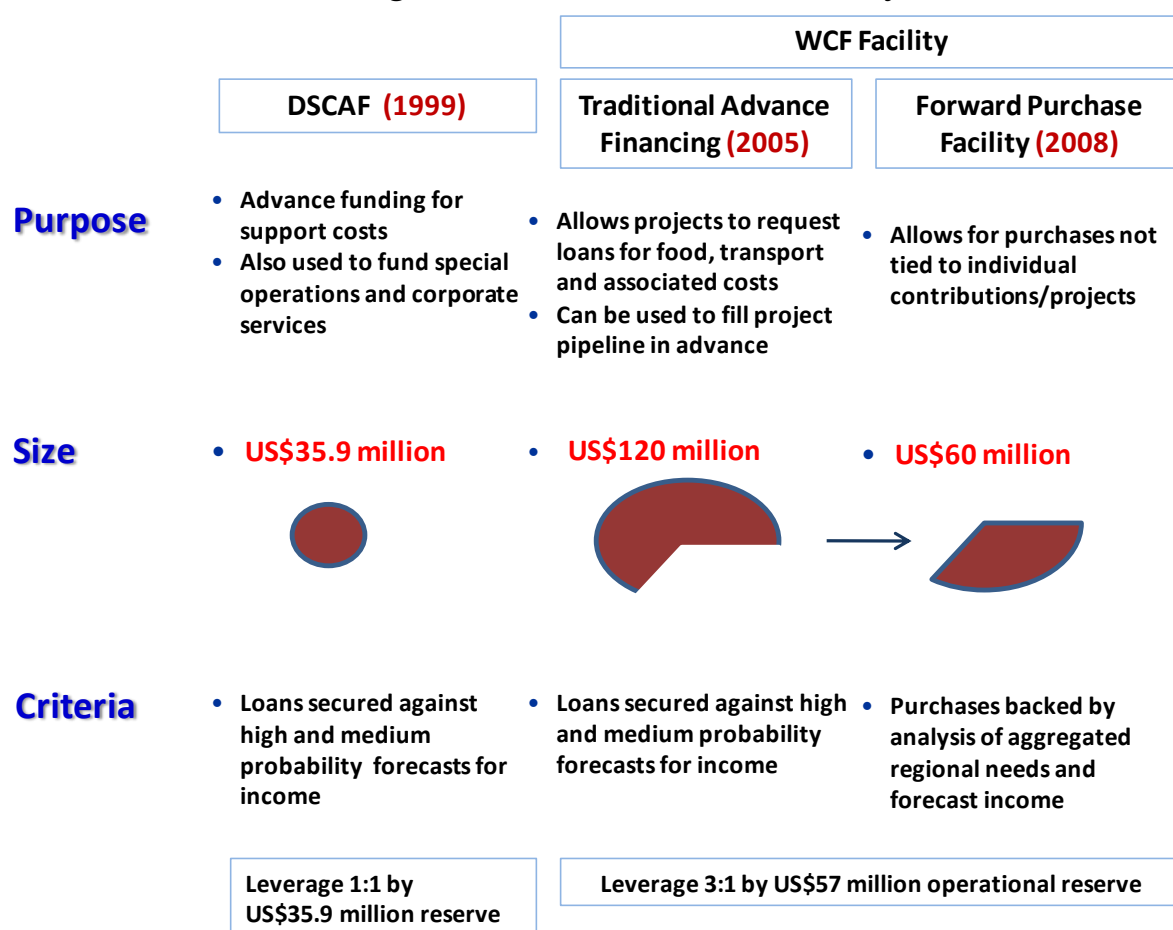 WCF Facility
DSCAF (1999)
Traditional Advance
Financing (2005)
Forward Purchase
Facility (2008)
Purpose
• Advance funding for
support costs
• Also used to fund special
operations and corporate
services
• Allows projects to request
loans for food, transport
and associated costs
• Can be used to fill project
pipeline in advance
• Allows for purchases not
tied to individual
contributions/projects
Size
• US$35.9 million
• US$120 million
• US$60 million
Criteria
• Loans secured against
high and medium
probability forecasts for
income
• Loans secured against high
and medium probability
forecasts for income
• Purchases backed by
analysis of aggregated
regional needs and
forecast income
Leverage 1:1 by
US$35.9 million reserve
Leverage 3:1 by US$57 million operational reserve